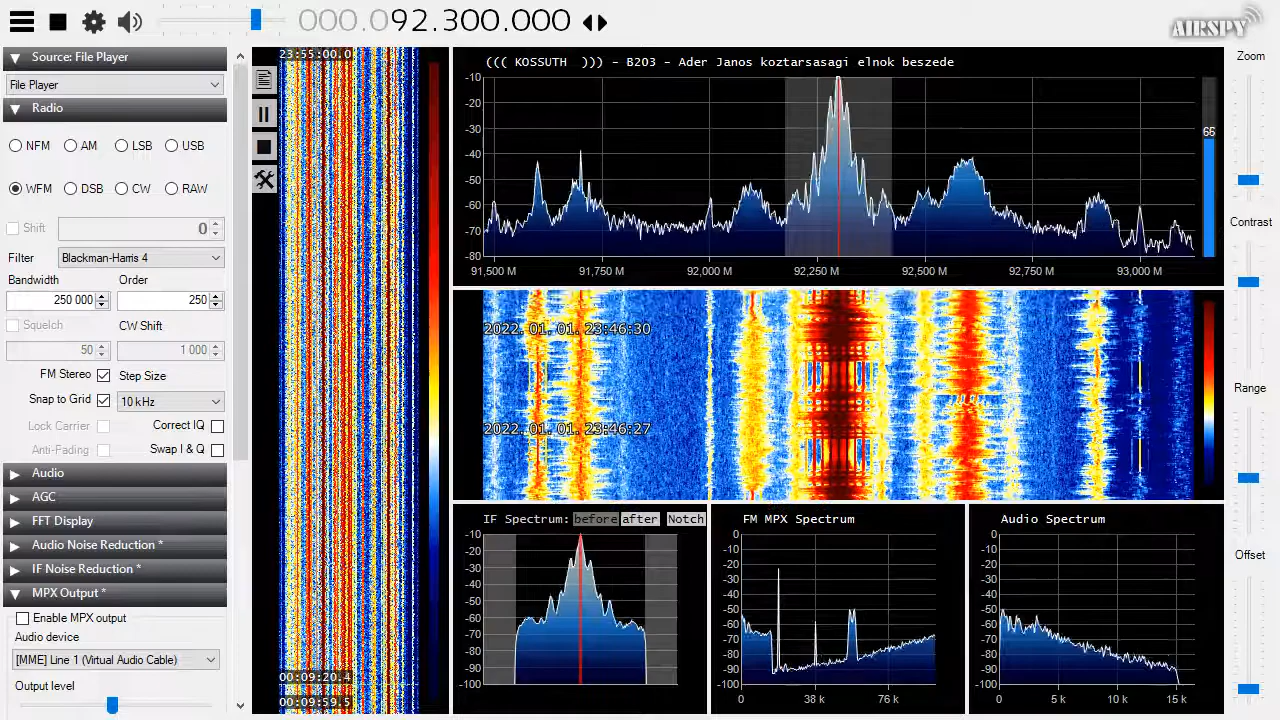 000.092.300.000
AIRSPY
Source: File Player
File Player
Radio
NFM AM LSB USB
WFM DSB CW RAW
Shift 0
Filter Blackman-Harris 4
Bandwidth Order
250 000 250
Squelch CW Shift
50 1 000
FM Stereo Step Size
Snap to Grid 10 kHz
Lock Carrier Correct IQ
Anti-Fading Swap I & Q
Audio
AGC
FFT Display
Audio Noise Reduction *
IF Noise Reduction *
MPX Output *
Enable MPX output
Audio device
[MME] Line 1 (Virtual Audio Cable)
Output level
23:55:00.0
00:09:20.4
00:09:59.5
((( KOSSUTH ))) - B203 - Ader Janos koztarsasagi elnok beszede
-10
-20
-30
-40
-50
-60
-70
-80
91,500 M 91,750 M 92,000 M 92,250 M 92,500 M 92,750 M 93,000 M
66
2022. 01. 01. 23:46:30
2022. 01. 01. 23:46:27
IF Spectrum: before after Notch
-10
-20
-30
-40
-50
-60
-70
-80
-90
-100
FM MPX Spectrum
0
-10
-20
-30
-40
-50
-60
-70
-80
-90
-100
0 38 k 76 k
Audio Spectrum
0
-10
-20
-30
-40
-50
-60
-70
-80
-90
-100
0 5 k 10 k 15 k
Zoom
Contrast
Range
Offset